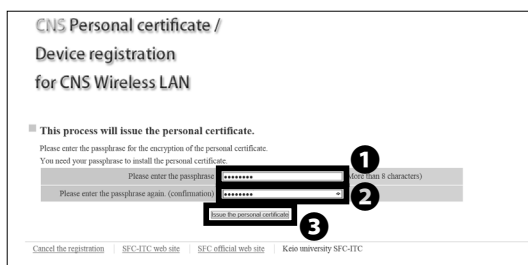 CNS Personal certificate /
Device registration
for CNS Wireless LAN
This process will issue the personal certificate.
Please enter the passphrase for the encryption of the personal certificate.
You need your passphrase to install the personal certificate.
Please enter the passphrase •••••••• (More than 8 characters) 1
Please enter the passphrase again. (confirmation) •••••••• 2
Issue the personal certificate 3
Cancel the registration | SFC-ITC web site | SFC official web site | Keio university SFC-ITC